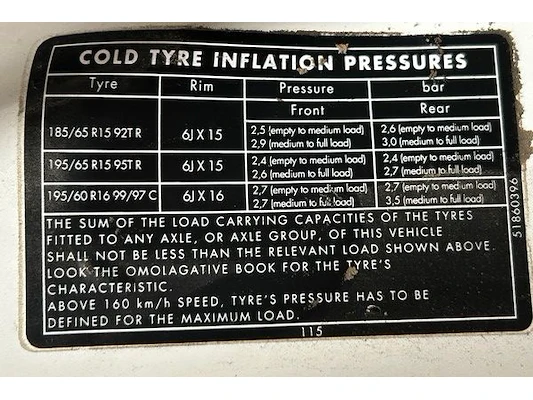 COLD TYRE INFLATION PRESSURES
Tyre Rim Pressure bar
Front Rear
185/65 R15 92T R 6J X 15 2,5 (empty to medium load) 2,6 (empty to medium load)
2,9 (medium to full load) 3,0 (medium to full load)
195/65 R15 95T R 6J X 15 2,4 (empty to medium load) 2,4 (empty to medium load)
2,6 (medium to full load) 2,7 (medium to full load)
195/60 R16 99/97 C 6J X 16 2,7 (empty to medium load) 2,7 (empty to medium load)
2,7 (medium to full load) 3,5 (medium to full load)
THE SUM OF THE LOAD CARRYING CAPACITIES OF THE TYRES
FITTED TO ANY AXLE, OR AXLE GROUP, OF THIS VEHICLE
SHALL NOT BE LESS THAN THE RELEVANT LOAD SHOWN ABOVE.
LOOK THE OMOLAGATIVE BOOK FOR THE TYRE'S
CHARACTERISTIC.
ABOVE 160 km/h SPEED, TYRE'S PRESSURE HAS TO BE
DEFINED FOR THE MAXIMUM LOAD.
115
51860396